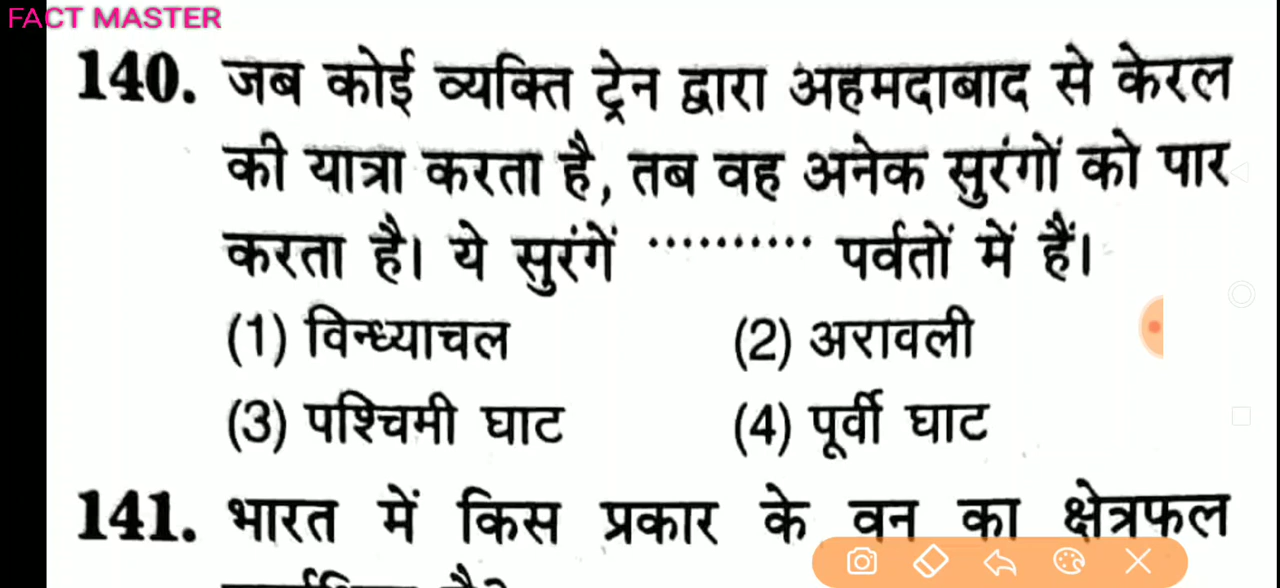 FACT MASTER
140. जब कोई व्यक्ति ट्रेन द्वारा अहमदाबाद से केरल
की यात्रा करता है, तब वह अनेक सुरंगों को पार
करता है। ये सुरंगें ·········· पर्वतों में हैं।
(1) विन्ध्याचल (2) अरावली
(3) पश्चिमी घाट (4) पूर्वी घाट
141. भारत में किस प्रकार के वन का क्षेत्रफल